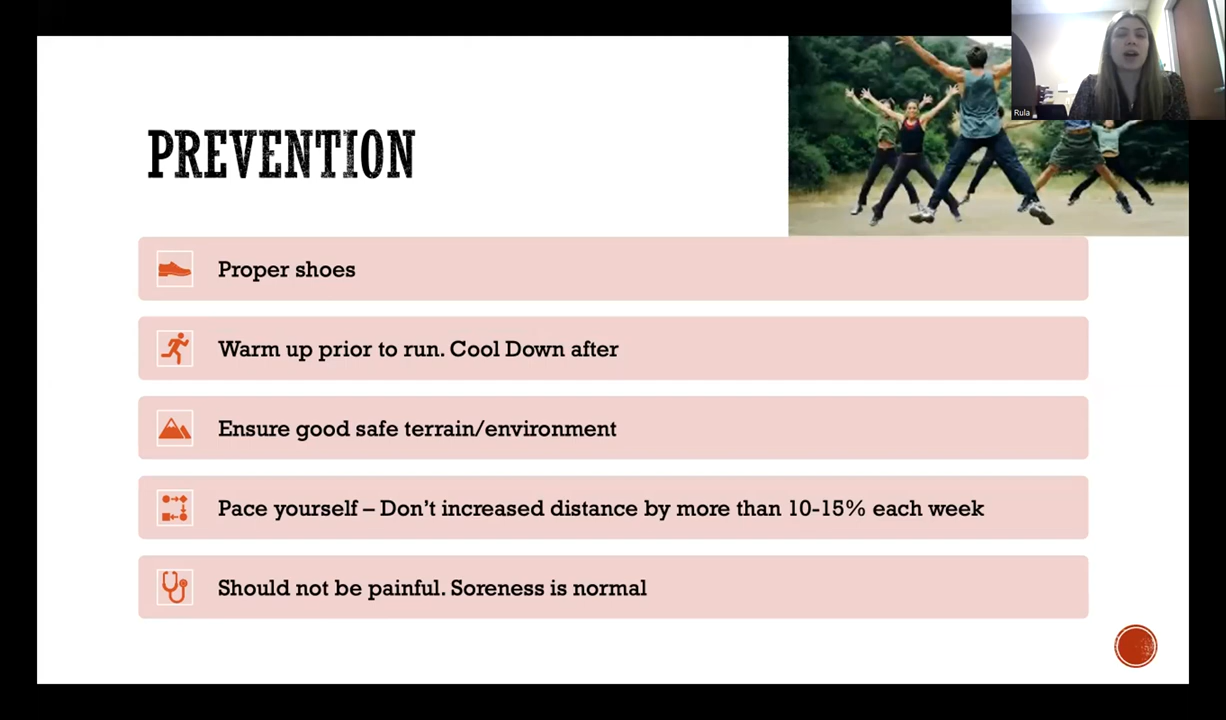 Rula
PREVENTION
Proper shoes
Warm up prior to run. Cool Down after
Ensure good safe terrain/environment
Pace yourself – Don’t increased distance by more than 10-15% each week
Should not be painful. Soreness is normal